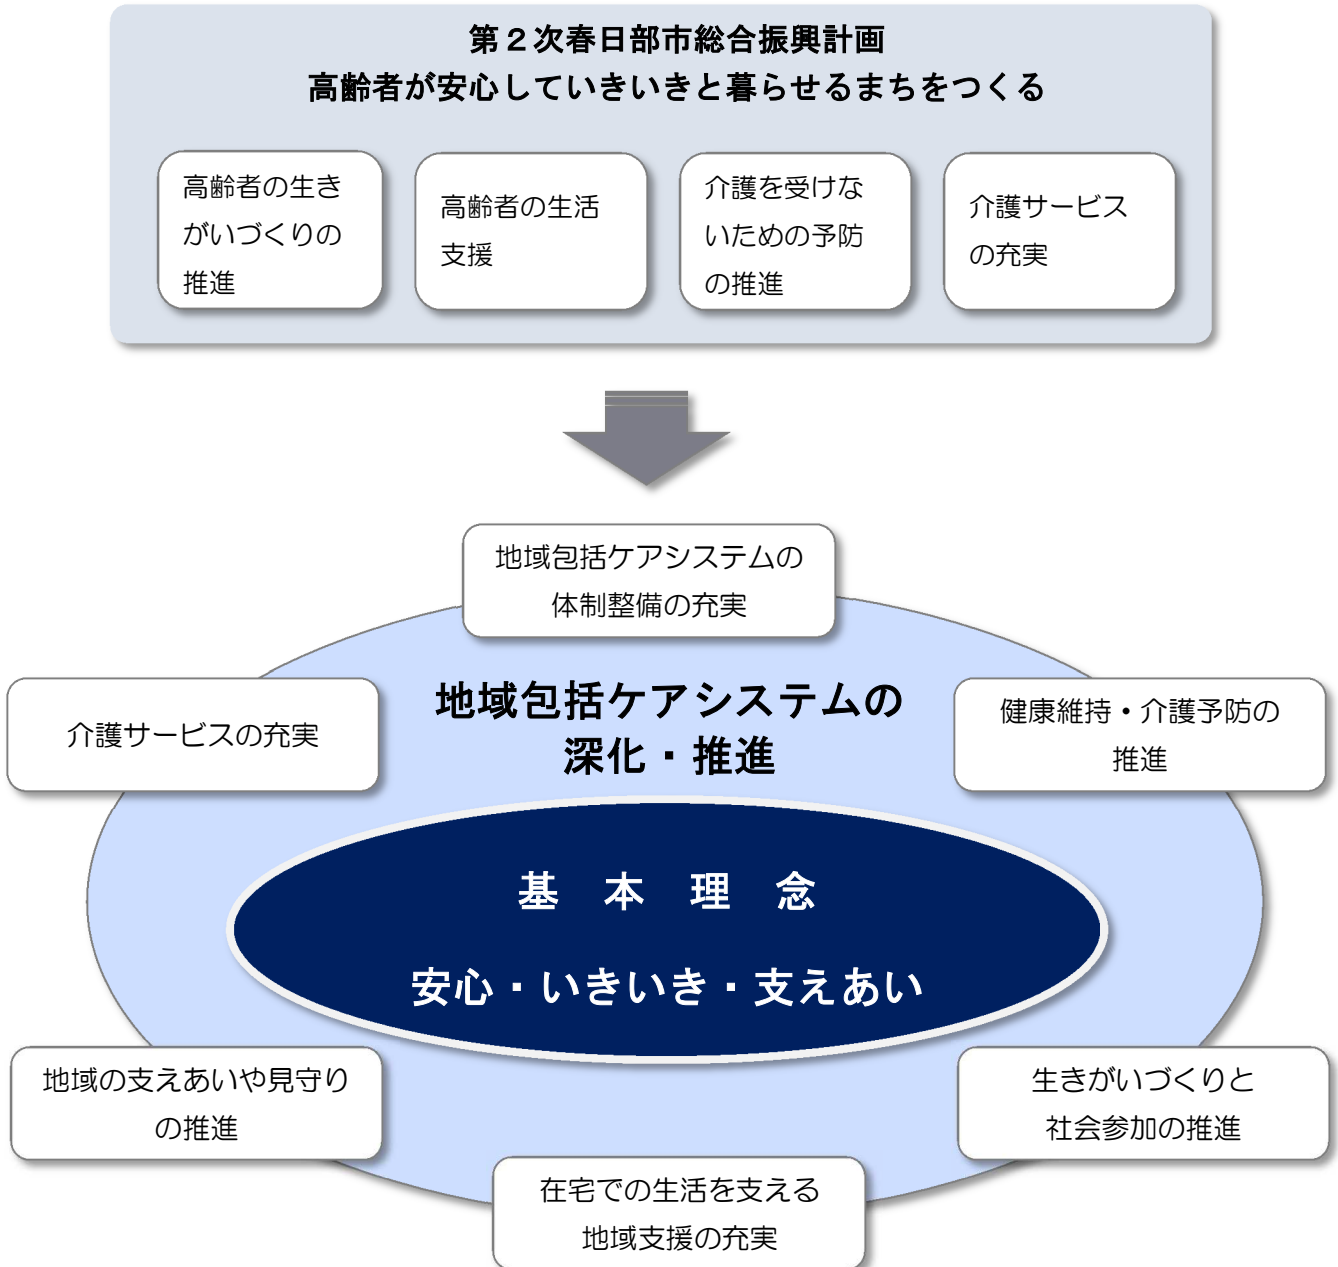 第２次春日部市総合振興計画
高齢者が安心していきいきと暮らせるまちをつくる
高齢者の生き
がいづくりの
推進
高齢者の生活
支援
介護を受けな
いための予防
の推進
介護サービス
の充実
地域包括ケアシステムの
体制整備の充実
地域包括ケアシステムの
深化・推進
介護サービスの充実
健康維持・介護予防の
推進
基　本　理　念
安心・いきいき・支えあい
地域の支えあいや見守り
の推進
生きがいづくりと
社会参加の推進
在宅での生活を支える
地域支援の充実